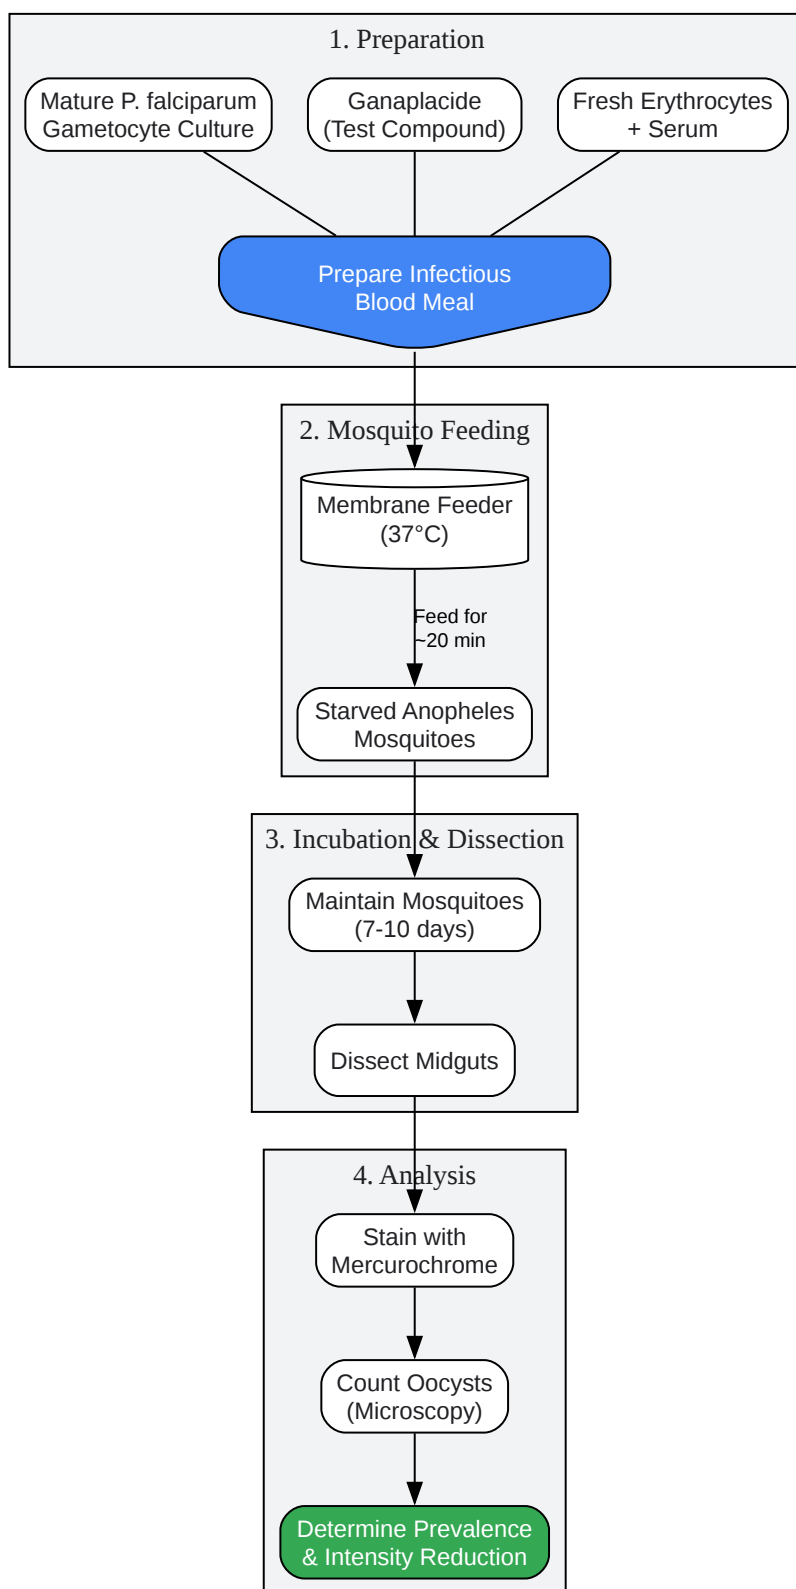 1. Preparation
Mature P. falciparum
Gametocyte Culture
Ganaplacide
(Test Compound)
Fresh Erythrocytes
+ Serum
Prepare Infectious
Blood Meal
2. Mosquito Feeding
Membrane Feeder
(37°C)
Feed for
~20 min
Starved Anopheles
Mosquitoes
3. Incubation & Dissection
Maintain Mosquitoes
(7-10 days)
Dissect Midguts
4. Analysis
Stain with
Mercurochrome
Count Oocysts
(Microscopy)
Determine Prevalence
& Intensity Reduction